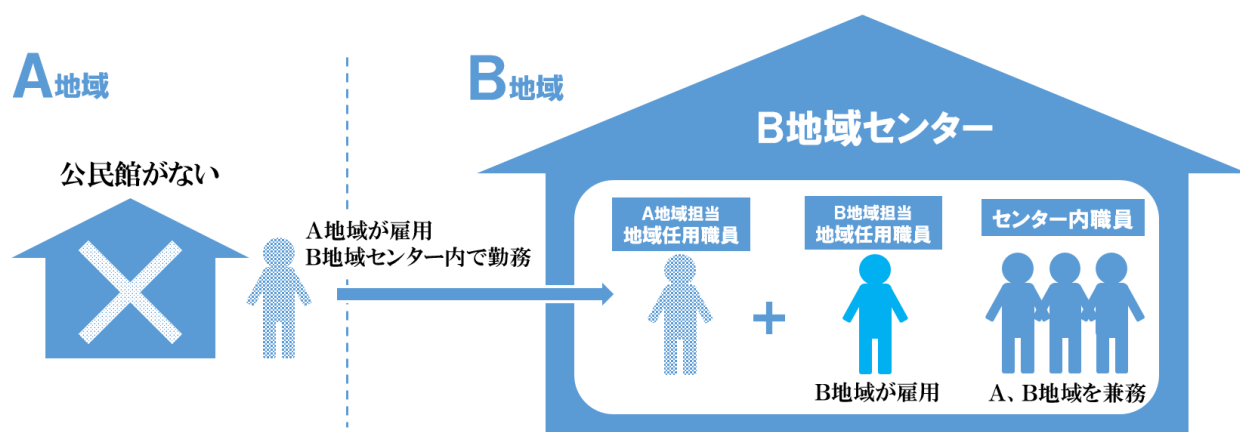 A地域
公民館がない
A地域が雇用
B地域センター内で勤務
B地域
B地域センター
A地域担当
地域任用職員
B地域担当
地域任用職員
B地域が雇用
センター内職員
A、B地域を兼務